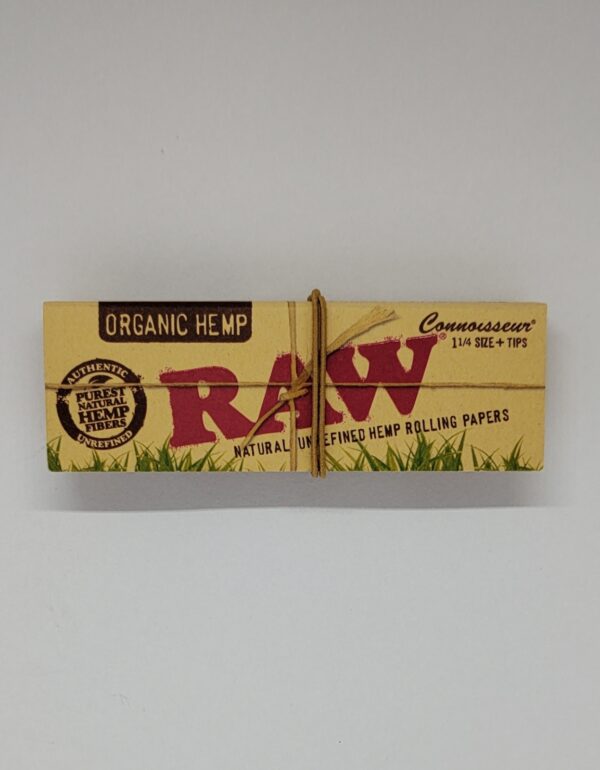 ORGANIC HEMP
Connoisseur®
1 1/4 SIZE + TIPS
AUTHENTIC
PUREST
NATURAL
HEMP
FIBERS
UNREFINED
RAW®
NATURAL UNREFINED HEMP ROLLING PAPERS